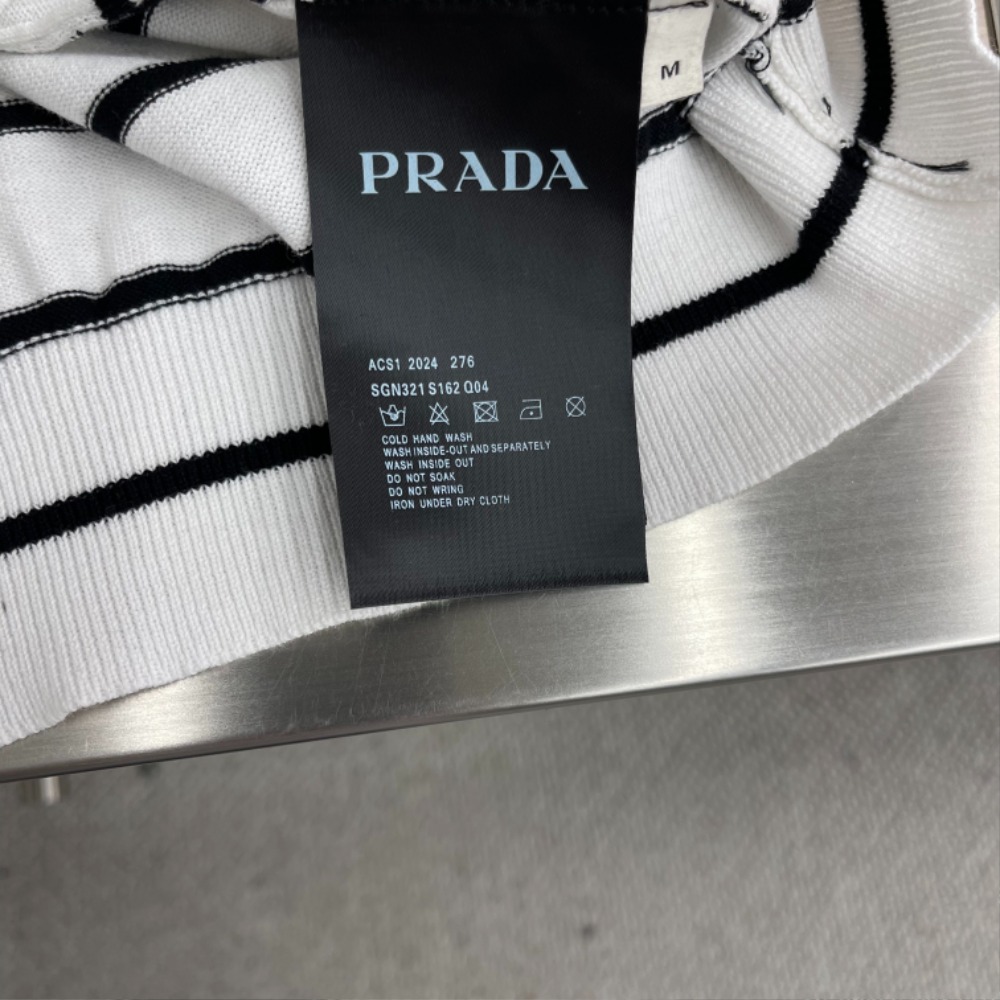 M
PRADA
ACS1 2024 276
SGN321 S162 Q04
COLD HAND WASH
WASH INSIDE-OUT AND SEPARATELY
WASH INSIDE OUT
DO NOT SOAK
DO NOT WRING
IRON UNDER DRY CLOTH